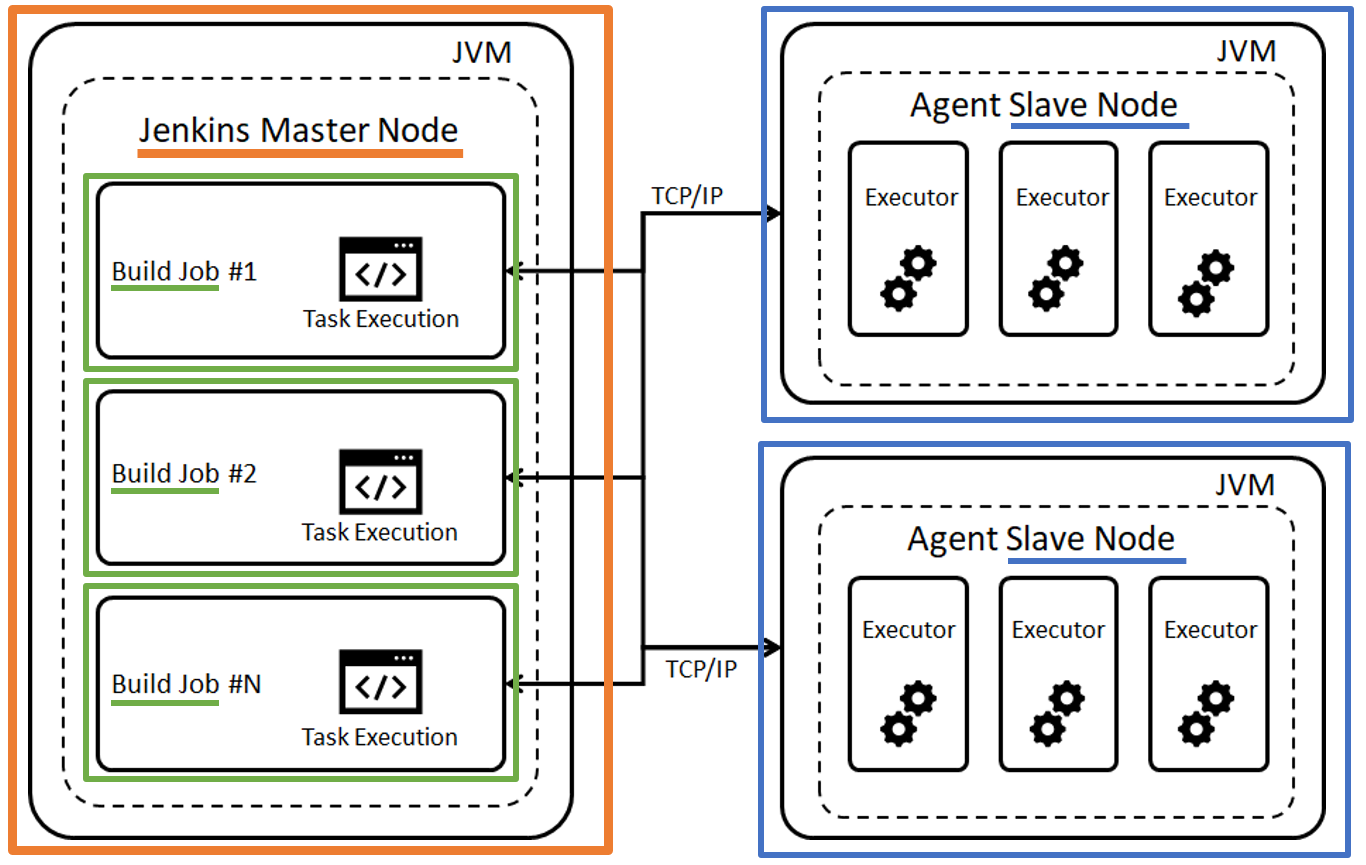 JVM
Jenkins Master Node
Build Job #1
Task Execution
Build Job #2
Task Execution
Build Job #N
Task Execution
TCP/IP
TCP/IP
JVM
Agent Slave Node
Executor
Executor
Executor
JVM
Agent Slave Node
Executor
Executor
Executor